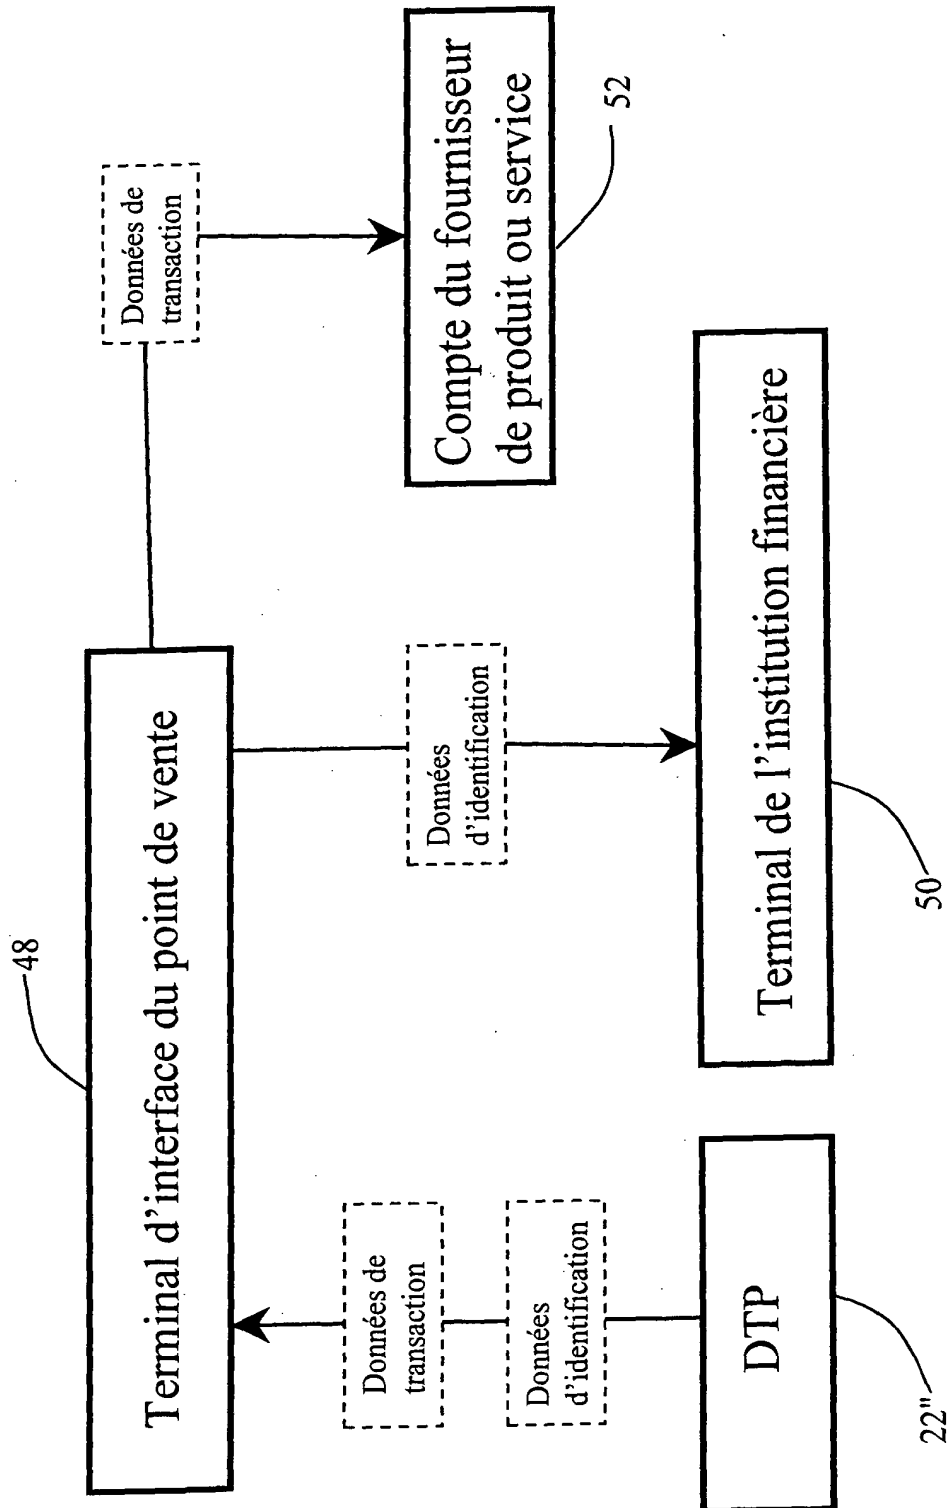 48
Terminal d'interface du point de vente
Données de
transaction
Données de
transaction
Données
d'identification
Données
d'identification
Compte du fournisseur
de produit ou service
52
DTP
22"
Terminal de l'institution financière
50